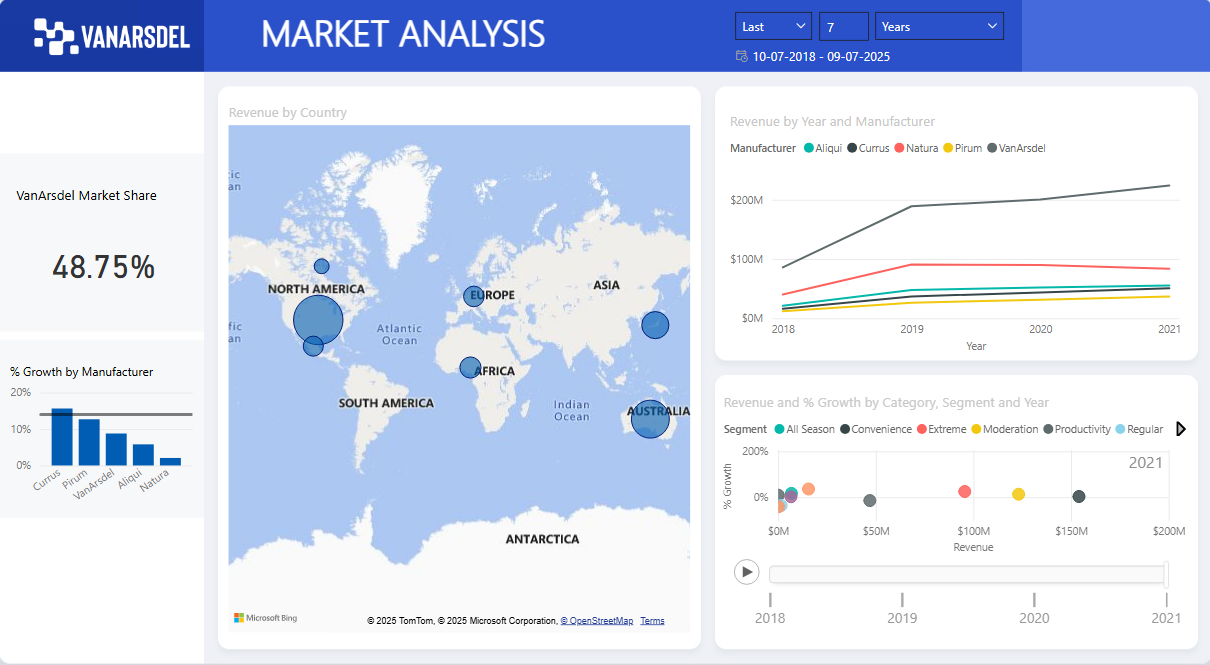 VANARSDEL
MARKET ANALYSIS
Last
7
Years
10-07-2018 - 09-07-2025
VanArsdel Market Share
48.75%
% Growth by Manufacturer
20%
10%
0%
Currus
Pirum
VanArsdel
Aliqui
Natura
Revenue by Country
ic
an
NORTH AMERICA
EUROPE
ASIA
fic
an
Atlantic
Ocean
AFRICA
SOUTH AMERICA
Indian
Ocean
AUSTRALIA
ANTARCTICA
Microsoft Bing
© 2025 TomTom, © 2025 Microsoft Corporation, © OpenStreetMap Terms
Revenue by Year and Manufacturer
Manufacturer Aliqui Currus Natura Pirum VanArsdel
$200M
$100M
$0M
2018 2019 2020 2021
Year
Revenue and % Growth by Category, Segment and Year
Segment All Season Convenience Extreme Moderation Productivity Regular
200%
2021
% Growth
0%
$0M $50M $100M $150M $200M
Revenue
2018 2019 2020 2021